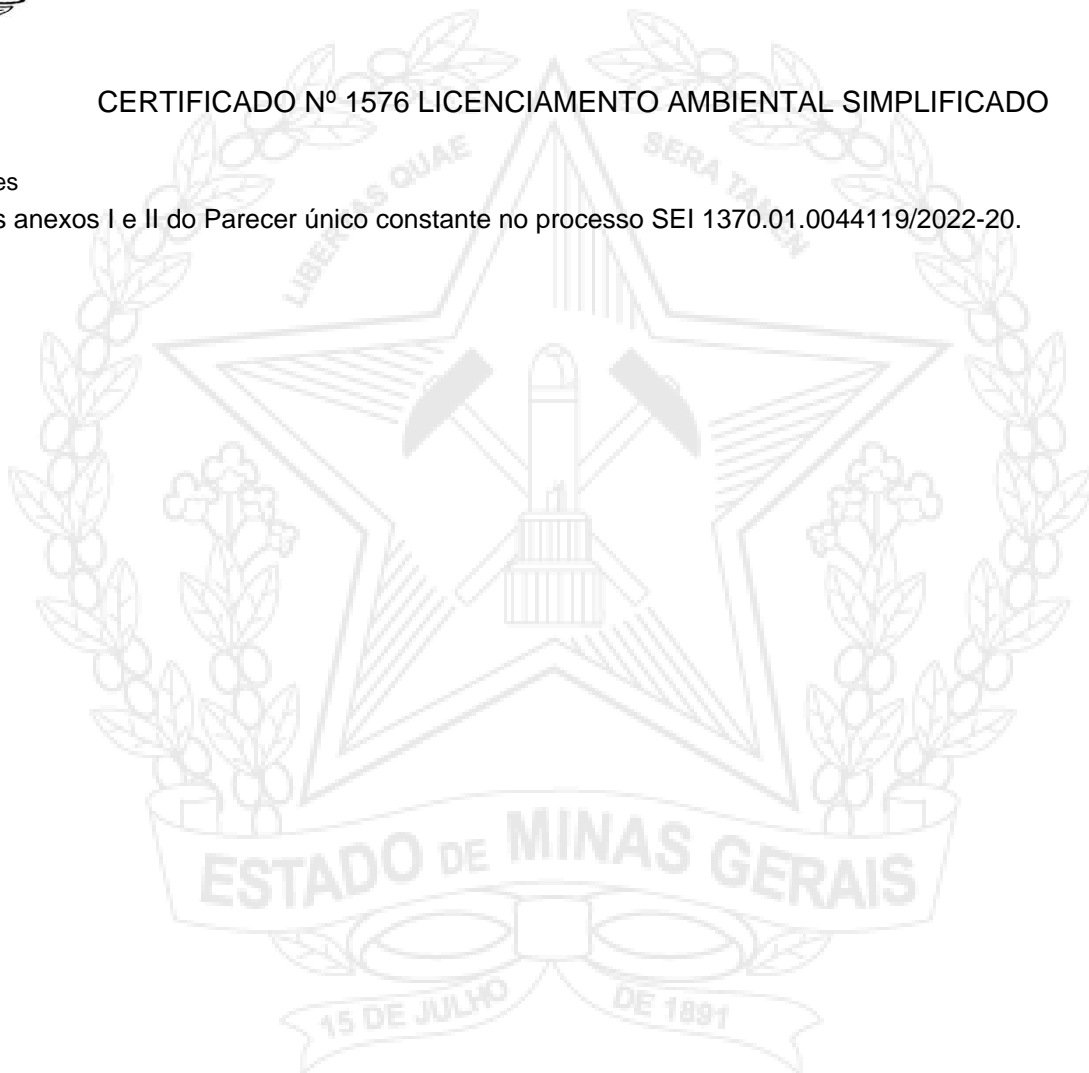 CERTIFICADO Nº 1576 LICENCIAMENTO AMBIENTAL SIMPLIFICADO
LIBERTAS QUAE SERA TAMEN
es
s anexos I e II do Parecer único constante no processo SEI 1370.01.0044119/2022-20.
ESTADO DE MINAS GERAIS
15 DE JULHO DE 1891